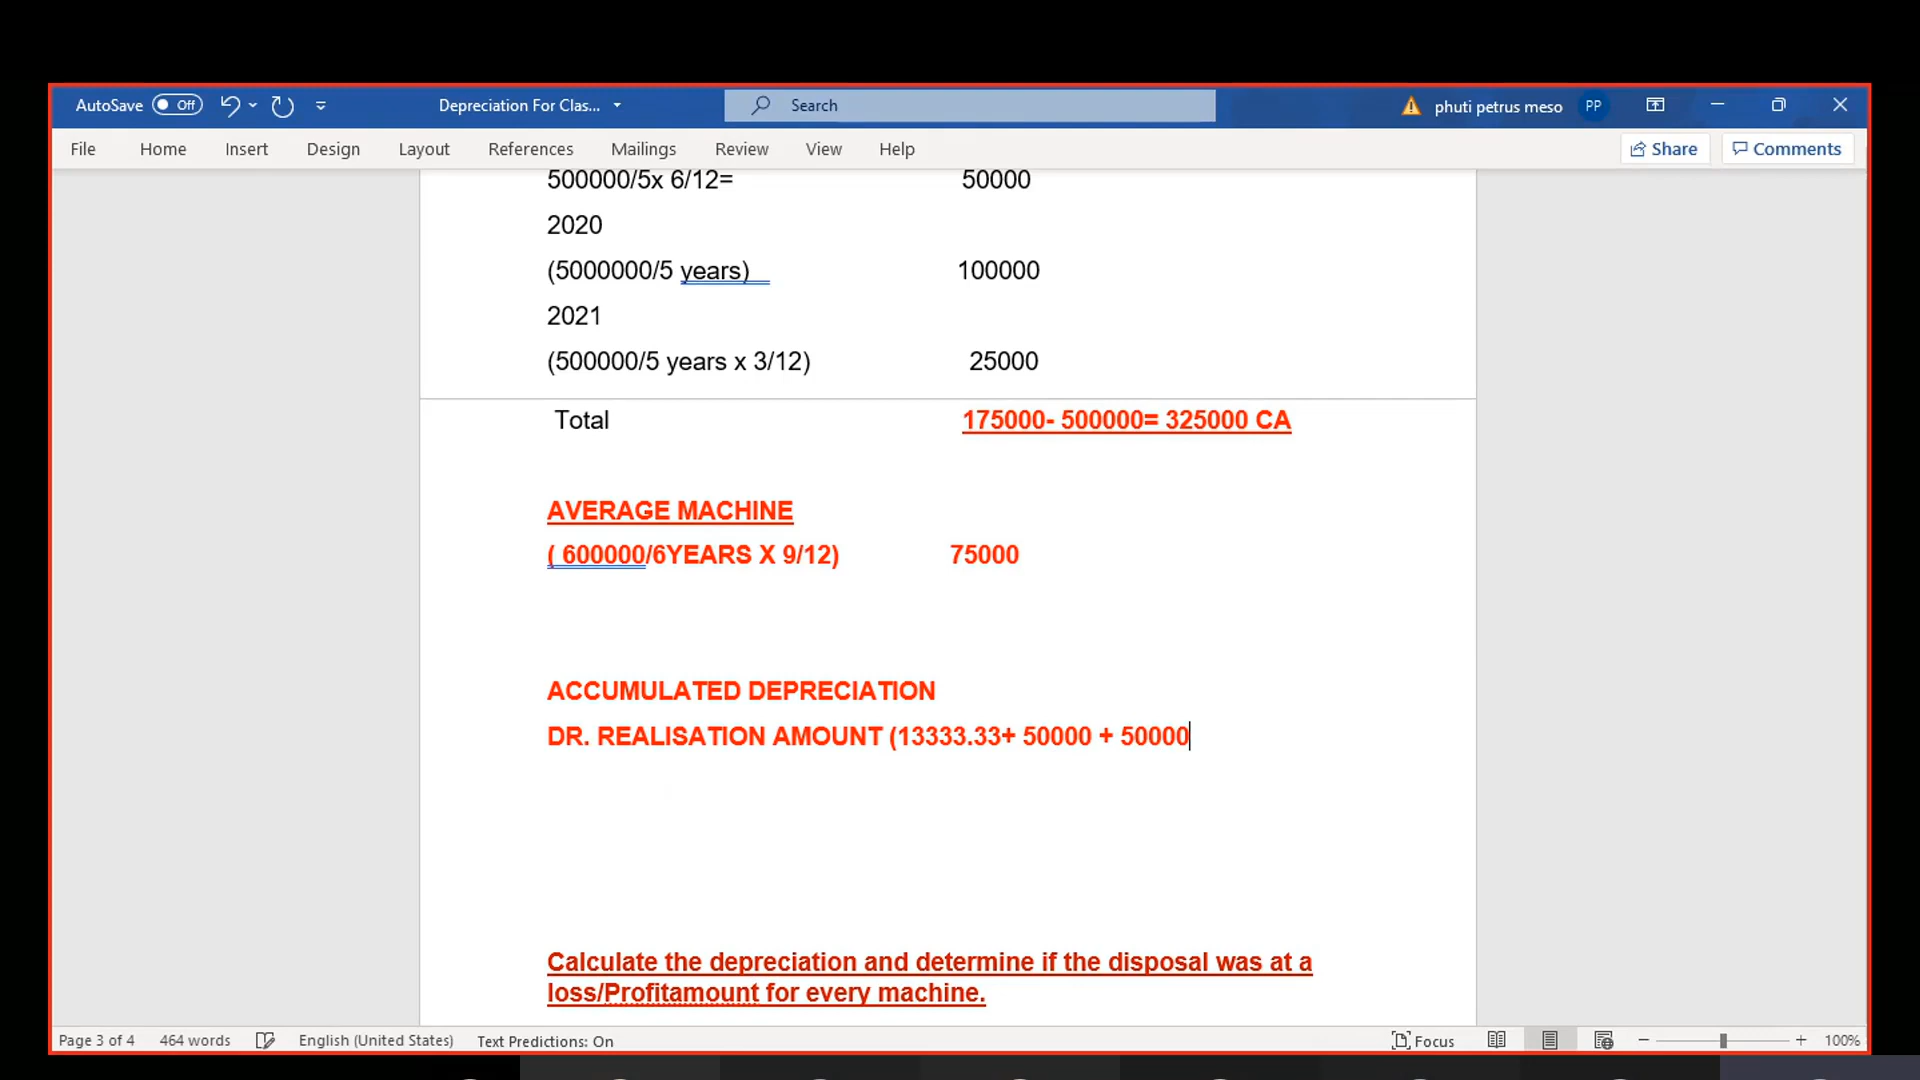 AutoSave Off Depreciation For Clas... Search phuti petrus meso PP
File Home Insert Design Layout References Mailings Review View Help Share Comments
500000/5x 6/12= 50000
2020
(5000000/5 years) 100000
2021
(500000/5 years x 3/12) 25000
Total 175000- 500000= 325000 CA
AVERAGE MACHINE
( 600000/6YEARS X 9/12) 75000
ACCUMULATED DEPRECIATION
DR. REALISATION AMOUNT (13333.33+ 50000 + 50000
Calculate the depreciation and determine if the disposal was at a
loss/Profitamount for every machine.
Page 3 of 4 464 words English (United States) Text Predictions: On Focus 100%